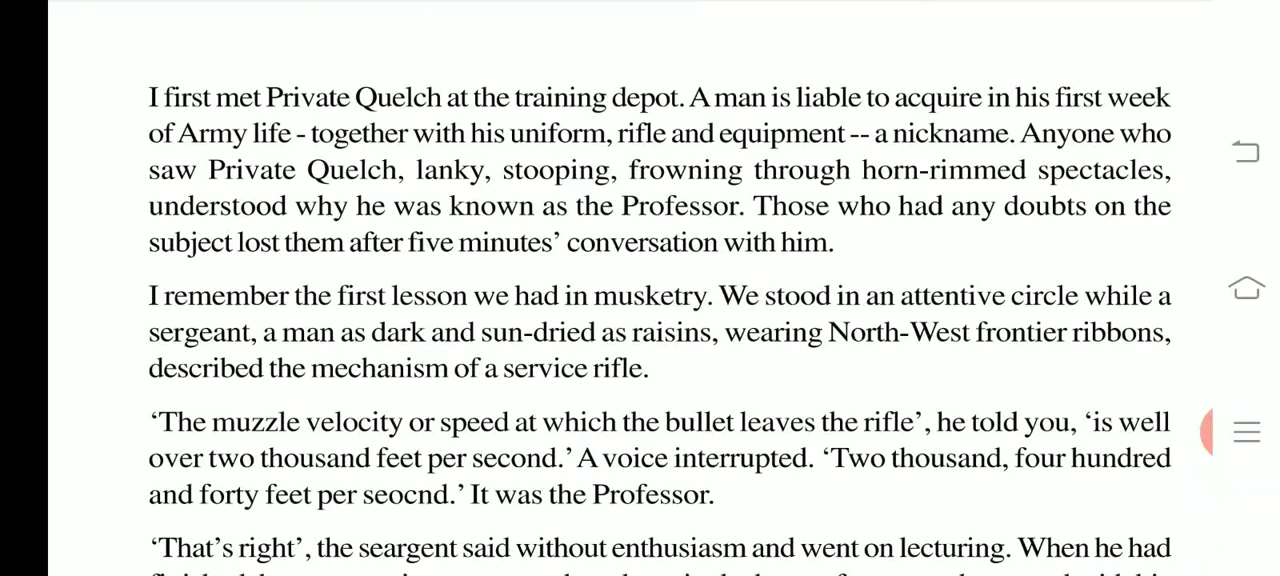 I first met Private Quelch at the training depot. A man is liable to acquire in his first week
of Army life - together with his uniform, rifle and equipment -- a nickname. Anyone who
saw Private Quelch, lanky, stooping, frowning through horn-rimmed spectacles,
understood why he was known as the Professor. Those who had any doubts on the
subject lost them after five minutes' conversation with him.
I remember the first lesson we had in musketry. We stood in an attentive circle while a
sergeant, a man as dark and sun-dried as raisins, wearing North-West frontier ribbons,
described the mechanism of a service rifle.
‘The muzzle velocity or speed at which the bullet leaves the rifle’, he told you, ‘is well
over two thousand feet per second.’ A voice interrupted. ‘Two thousand, four hundred
and forty feet per seocnd.’ It was the Professor.
‘That’s right’, the seargent said without enthusiasm and went on lecturing. When he had